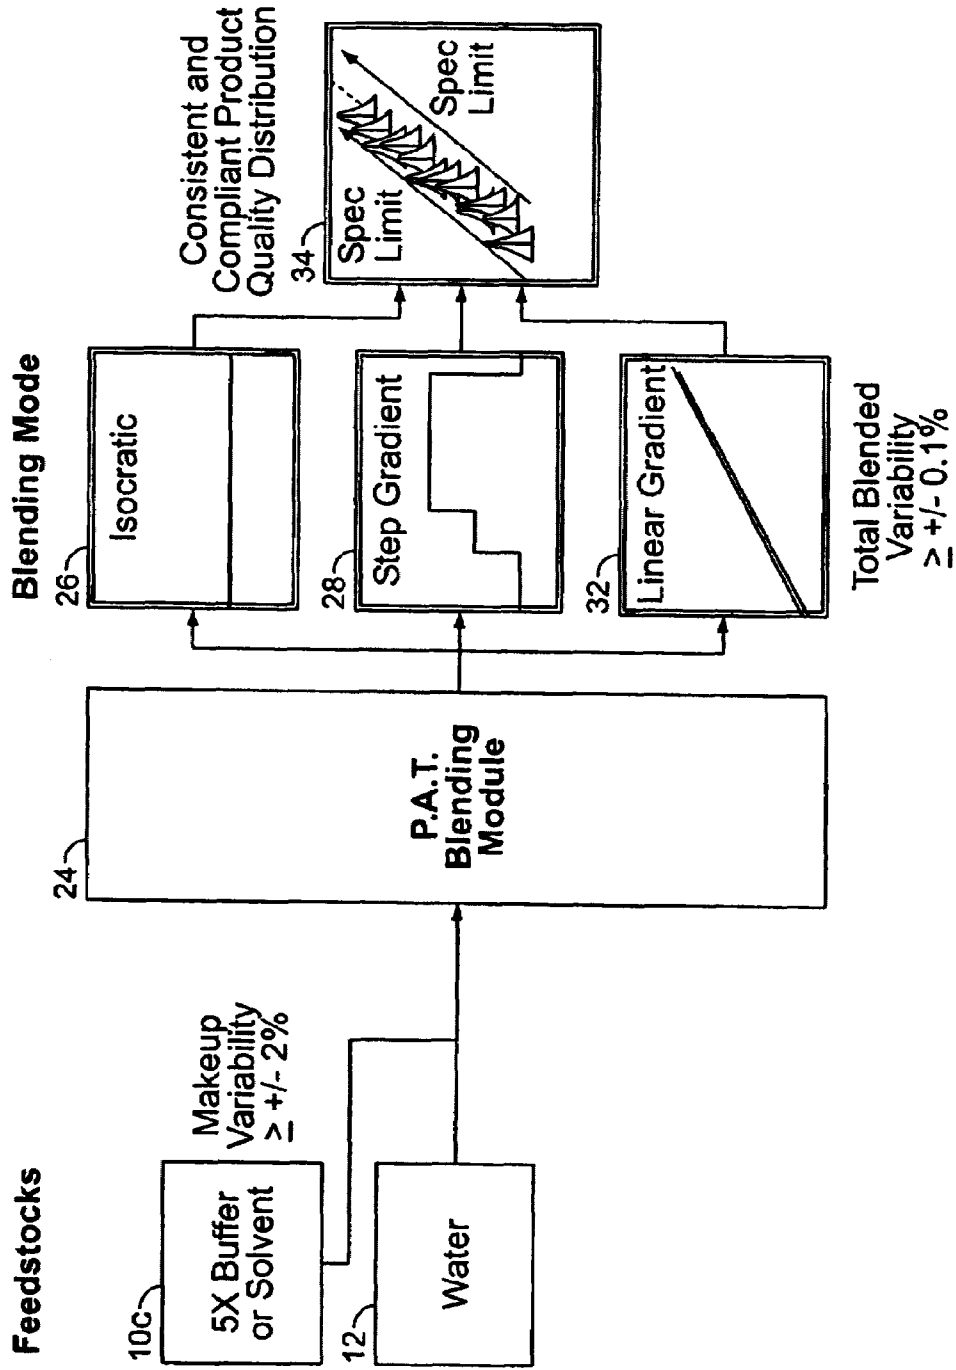 Feedstocks
10c
5X Buffer
or Solvent
Makeup
Variability
≥ +/- 2%
12
Water
24
P.A.T.
Blending
Module
Blending Mode
26
Isocratic
28
Step Gradient
32
Linear Gradient
Total Blended
Variability
≥ +/- 0.1%
Consistent and
Compliant Product
Quality Distribution
34
Spec
Limit
Spec
Limit